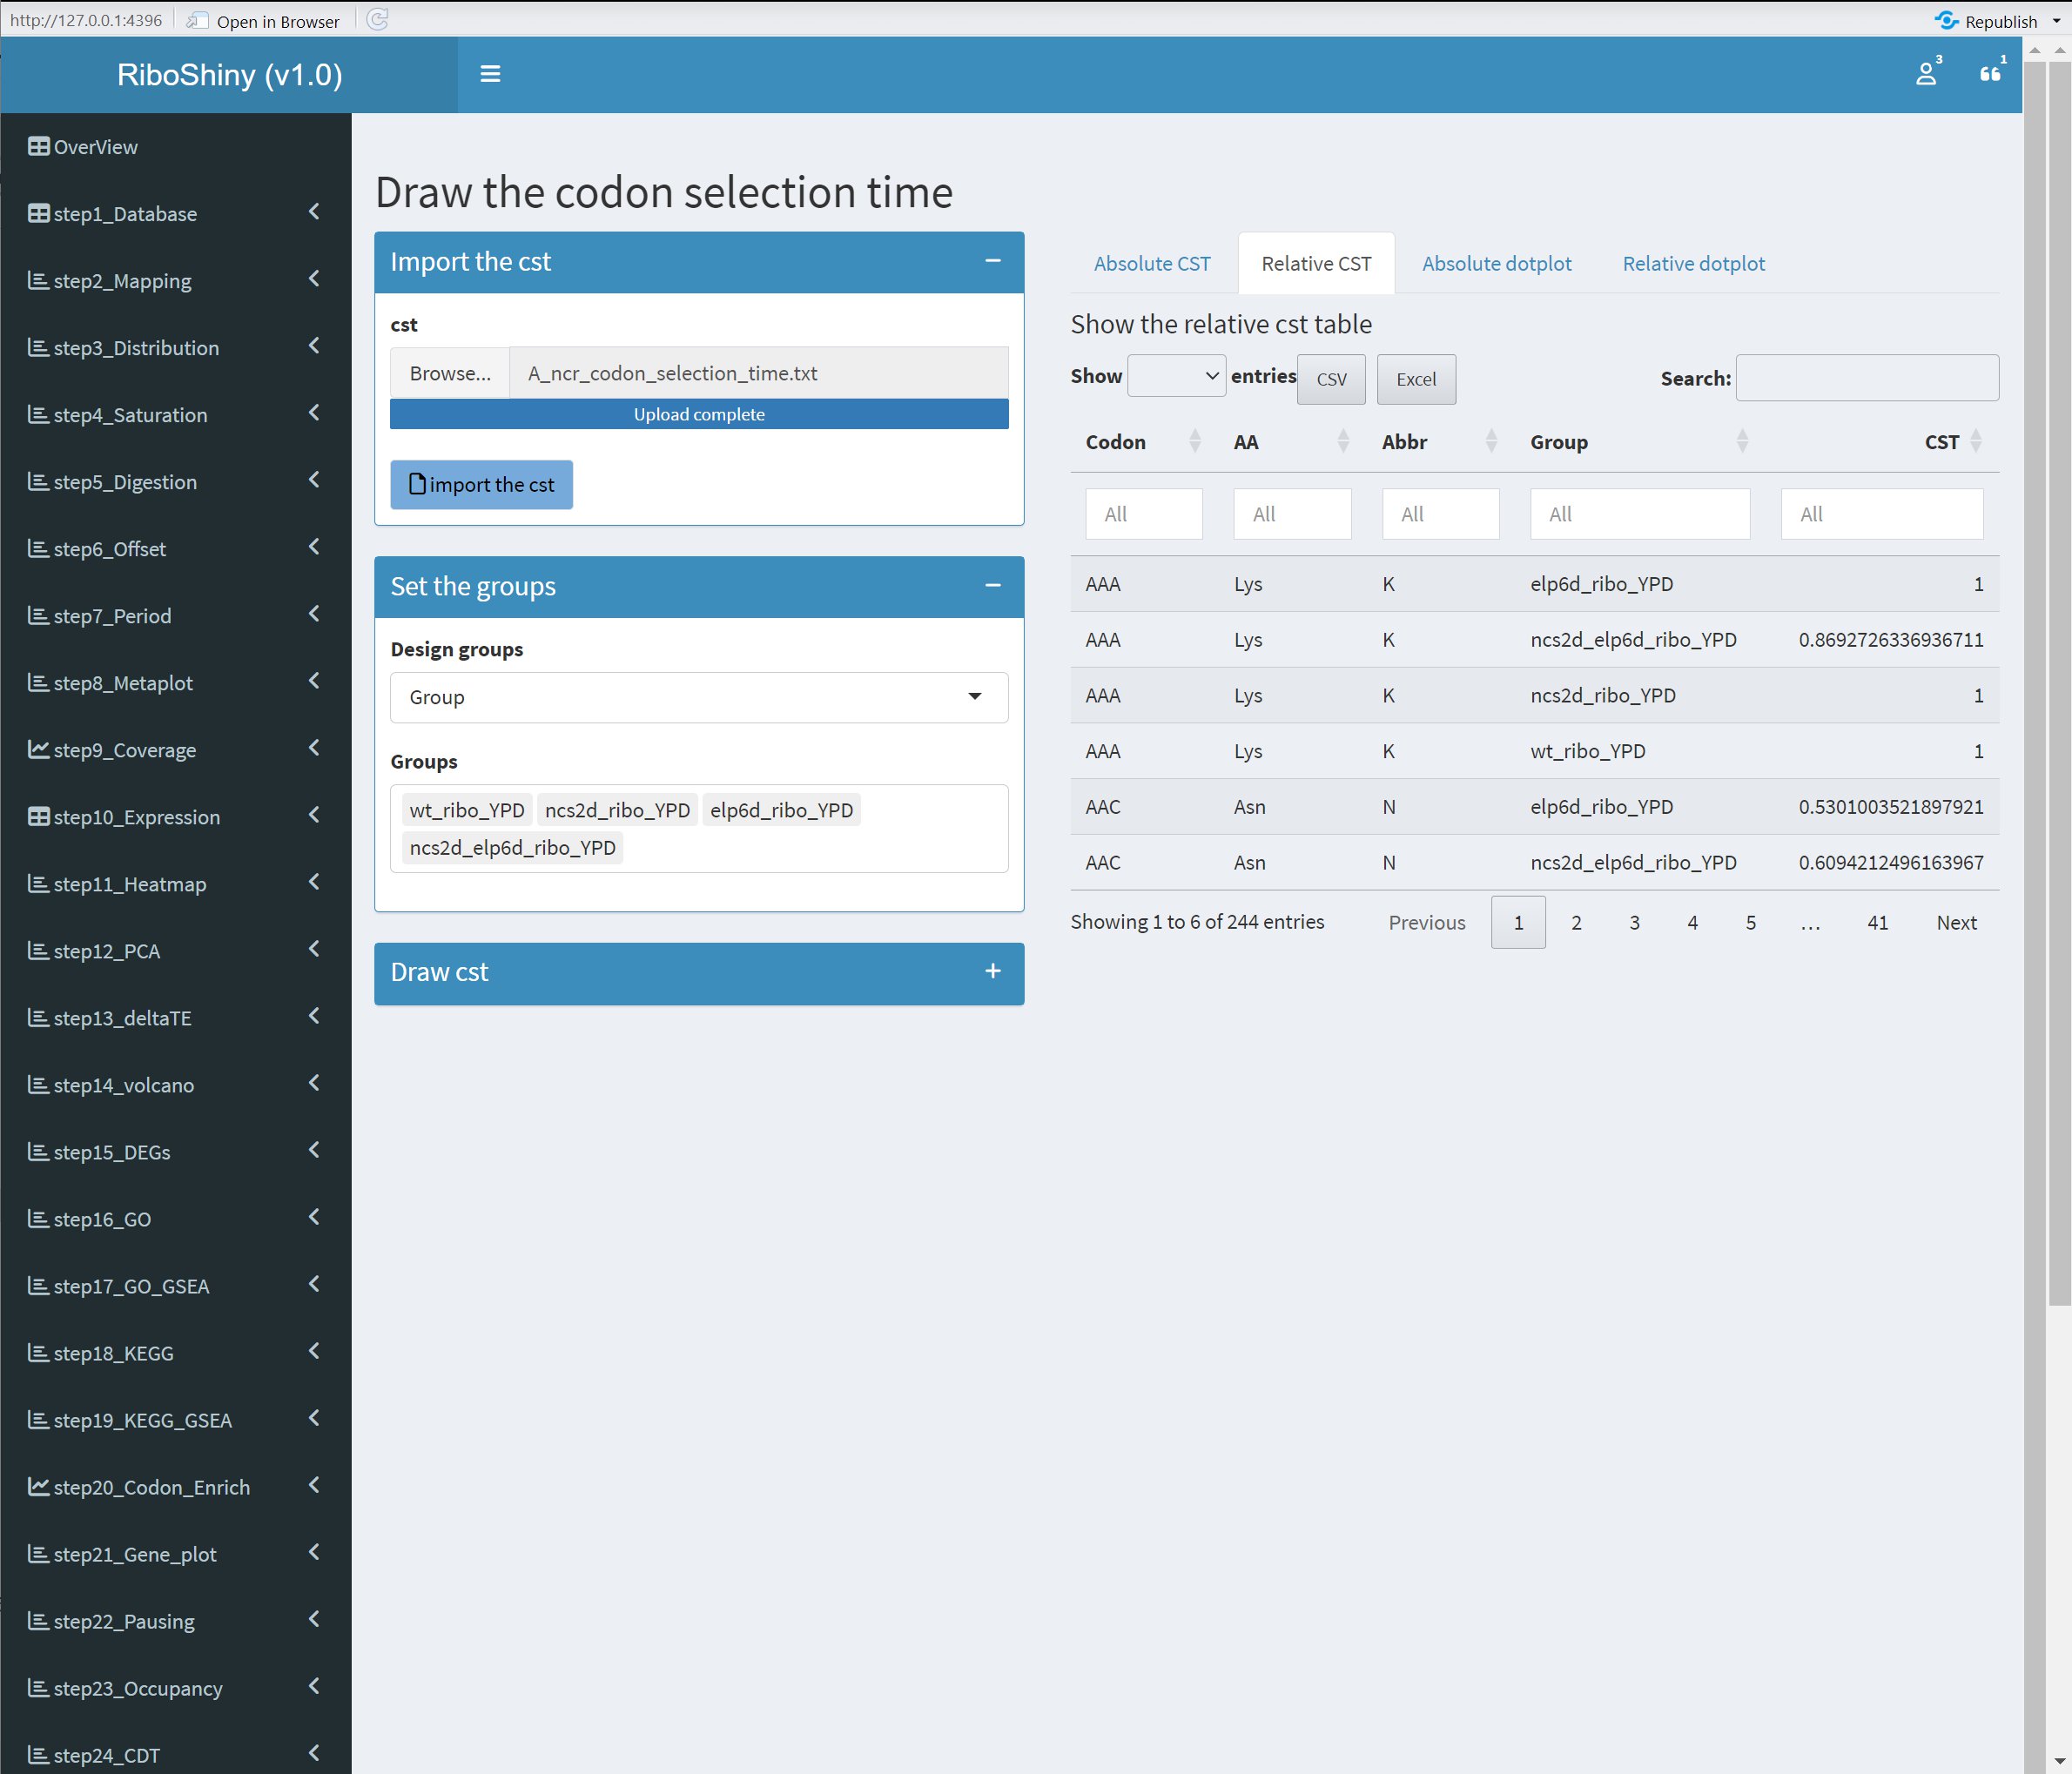 http://127.0.0.1:4396 Open in Browser Republish
RiboShiny (v1.0) 3 1
OverView
step1_Database
step2_Mapping
step3_Distribution
step4_Saturation
step5_Digestion
step6_Offset
step7_Period
step8_Metaplot
step9_Coverage
step10_Expression
step11_Heatmap
step12_PCA
step13_deltaTE
step14_volcano
step15_DEGs
step16_GO
step17_GO_GSEA
step18_KEGG
step19_KEGG_GSEA
step20_Codon_Enrich
step21_Gene_plot
step22_Pausing
step23_Occupancy
step24_CDT
Draw the codon selection time
Import the cst
cst
Browse... A_ncr_codon_selection_time.txt
Upload complete
import the cst
Set the groups
Design groups
Group
Groups
wt_ribo_YPD ncs2d_ribo_YPD elp6d_ribo_YPD
ncs2d_elp6d_ribo_YPD
Draw cst
Absolute CST Relative CST Absolute dotplot Relative dotplot
Show the relative cst table
Show entries CSV Excel Search:
Codon AA Abbr Group CST
All All All All All
AAA Lys K elp6d_ribo_YPD 1
AAA Lys K ncs2d_elp6d_ribo_YPD 0.8692726336936711
AAA Lys K ncs2d_ribo_YPD 1
AAA Lys K wt_ribo_YPD 1
AAC Asn N elp6d_ribo_YPD 0.5301003521897921
AAC Asn N ncs2d_elp6d_ribo_YPD 0.6094212496163967
Showing 1 to 6 of 244 entries Previous 1 2 3 4 5 … 41 Next